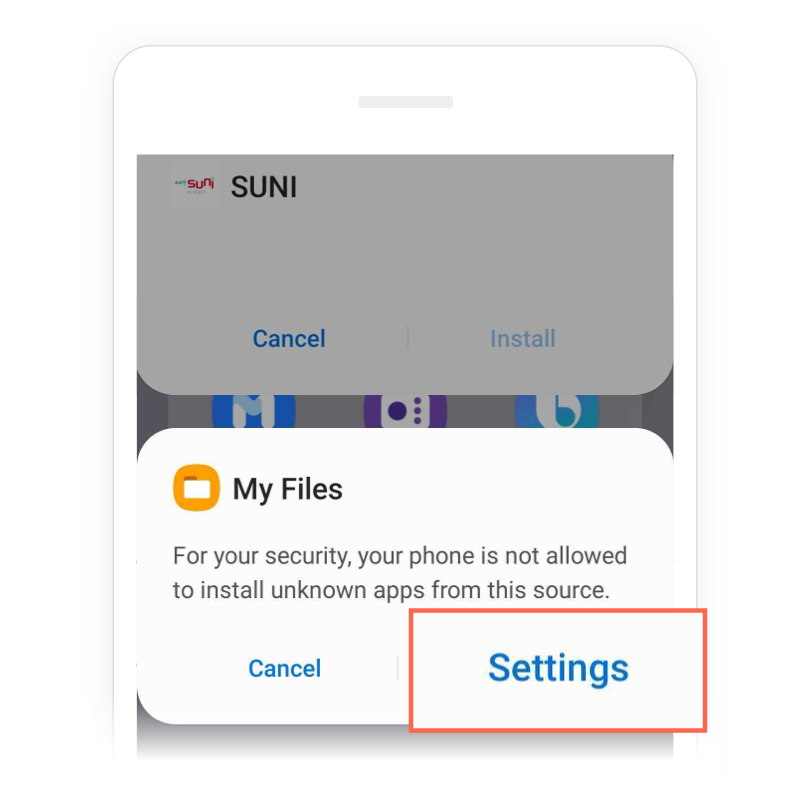 suni SUNI
Cancel Install
My Files
For your security, your phone is not allowed
to install unknown apps from this source.
Cancel Settings